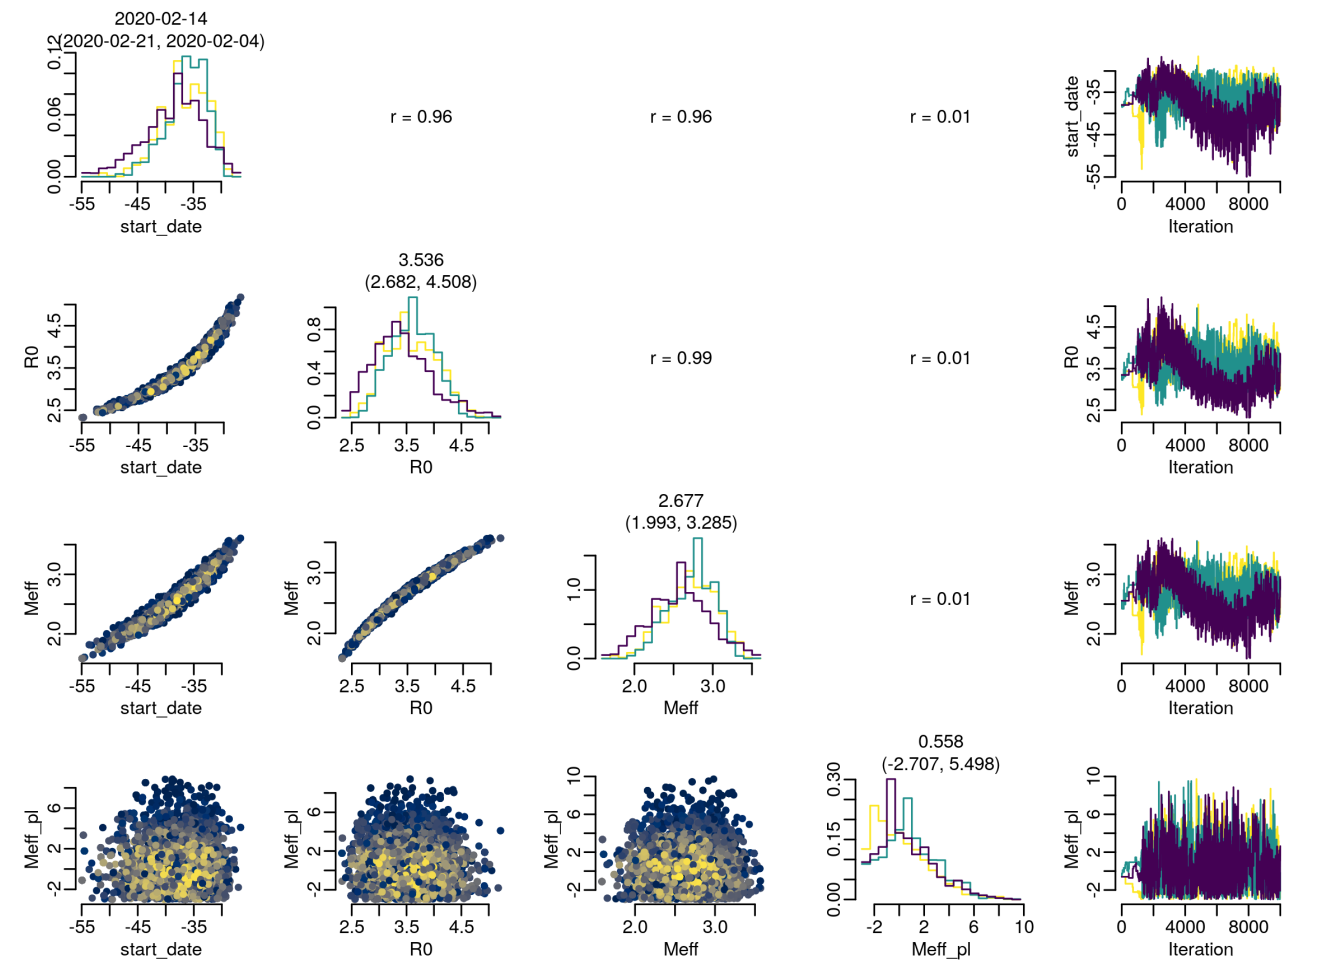 2020-02-14
(2020-02-21, 2020-02-04)
0.00 0.06 0.12
-55 -45 -35
start_date
r = 0.96
r = 0.96
r = 0.01
start_date
-55 -45 -35
0 4000 8000
Iteration
R0
2.5 3.5 4.5
-55 -45 -35
start_date
3.536
(2.682, 4.508)
0.0 0.4 0.8
2.5 3.5 4.5
R0
r = 0.99
r = 0.01
R0
2.5 3.5 4.5
0 4000 8000
Iteration
Meff
2.0 3.0
-55 -45 -35
start_date
Meff
2.0 3.0
2.5 3.5 4.5
R0
2.677
(1.993, 3.285)
0.0 1.0
2.0 3.0
Meff
r = 0.01
Meff
2.0 3.0
0 4000 8000
Iteration
Meff_pl
-2 2 6
-55 -45 -35
start_date
Meff_pl
-2 2 6
2.5 3.5 4.5
R0
Meff_pl
-2 2 6 10
2.0 3.0
Meff
0.558
(-2.707, 5.498)
0.00 0.15 0.30
-2 2 6 10
Meff_pl
Meff_pl
-2 2 6 10
0 4000 8000
Iteration